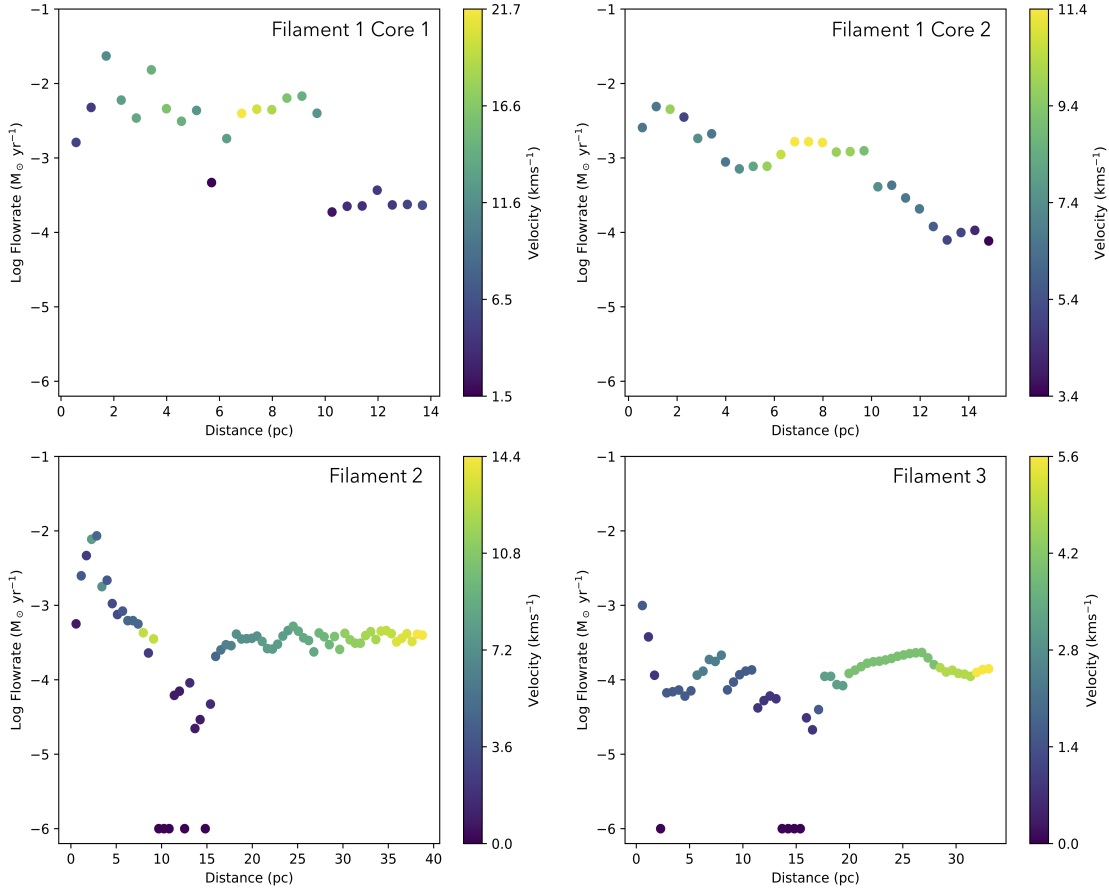 Filament 1 Core 1
−1
−2
−3
−4
−5
−6
Log Flowrate (M⊙ yr⁻¹)
0 2 4 6 8 10 12 14
Distance (pc)
21.7
16.6
11.6
6.5
1.5
Velocity (kms⁻¹)
Filament 1 Core 2
−1
−2
−3
−4
−5
−6
Log Flowrate (M⊙ yr⁻¹)
0 2 4 6 8 10 12 14
Distance (pc)
11.4
9.4
7.4
5.4
3.4
Velocity (kms⁻¹)
Filament 2
−1
−2
−3
−4
−5
−6
Log Flowrate (M⊙ yr⁻¹)
0 5 10 15 20 25 30 35 40
Distance (pc)
14.4
10.8
7.2
3.6
0.0
Velocity (kms⁻¹)
Filament 3
−1
−2
−3
−4
−5
−6
Log Flowrate (M⊙ yr⁻¹)
0 5 10 15 20 25 30
Distance (pc)
5.6
4.2
2.8
1.4
0.0
Velocity (kms⁻¹)